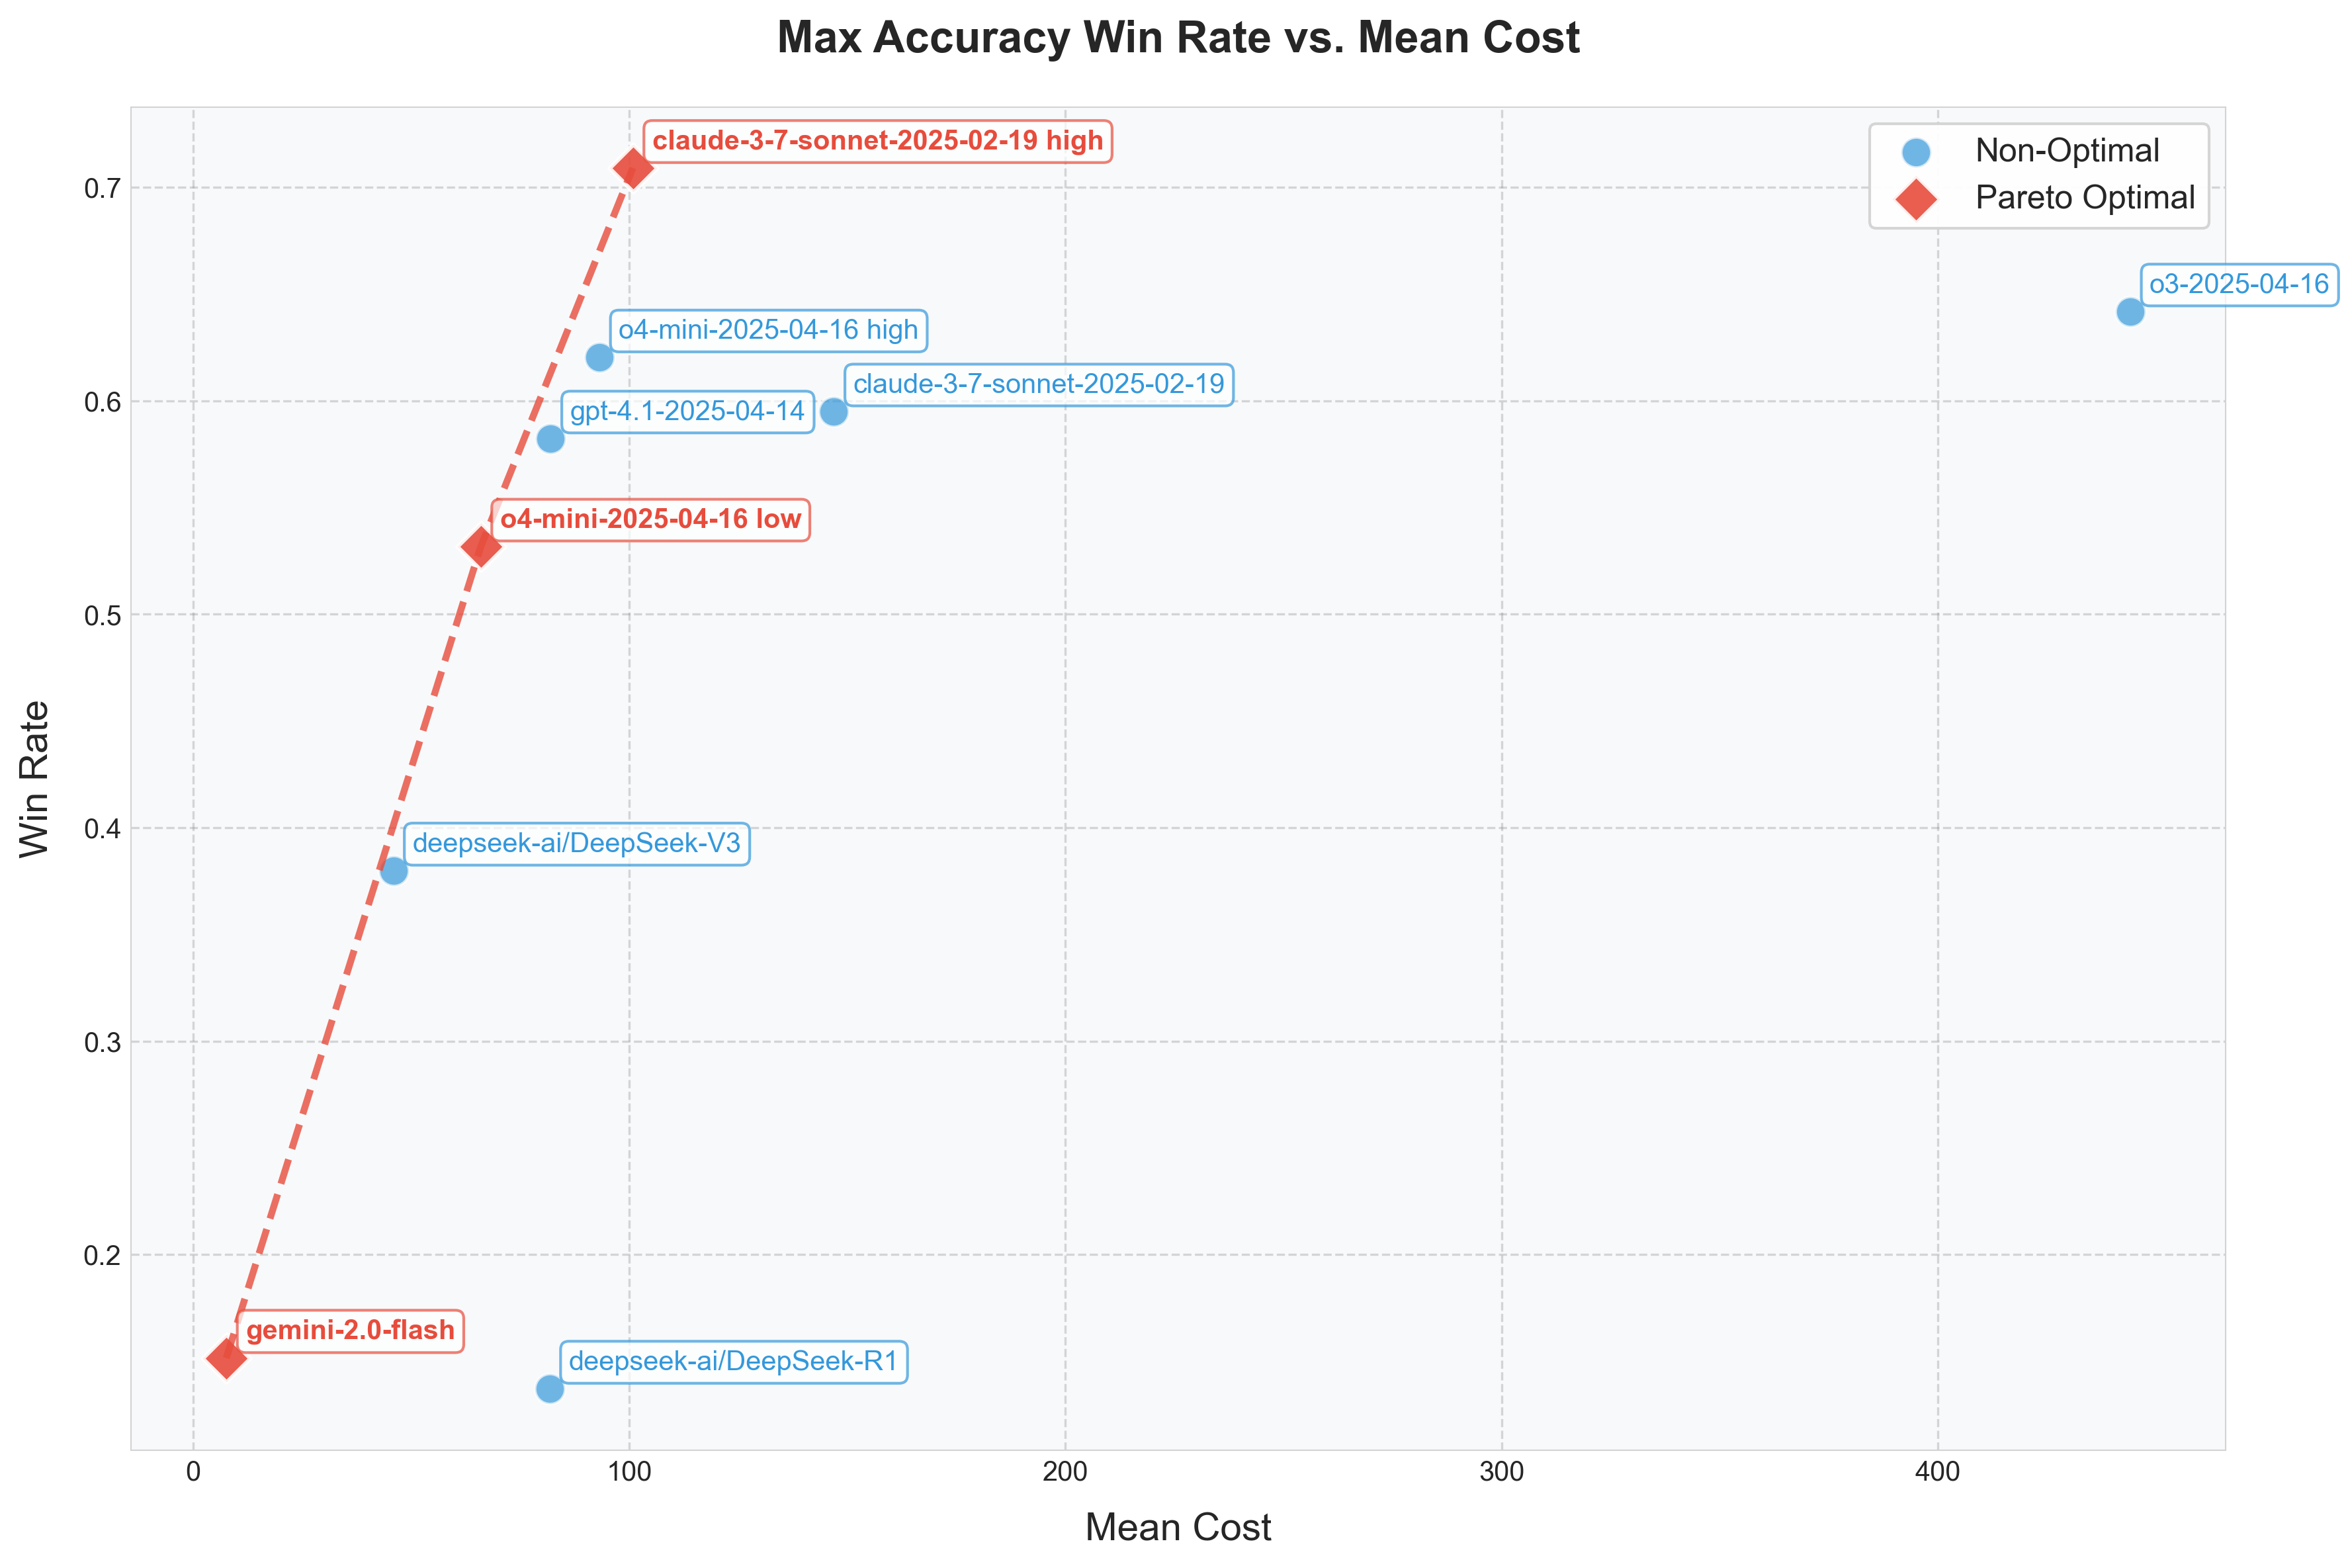 Max Accuracy Win Rate vs. Mean Cost
claude-3-7-sonnet-2025-02-19 high
Non-Optimal
Pareto Optimal
0.7
o3-2025-04-16
o4-mini-2025-04-16 high
claude-3-7-sonnet-2025-02-19
0.6
gpt-4.1-2025-04-14
o4-mini-2025-04-16 low
0.5
Win Rate
0.4
deepseek-ai/DeepSeek-V3
0.3
0.2
gemini-2.0-flash
deepseek-ai/DeepSeek-R1
0
100
200
300
400
Mean Cost